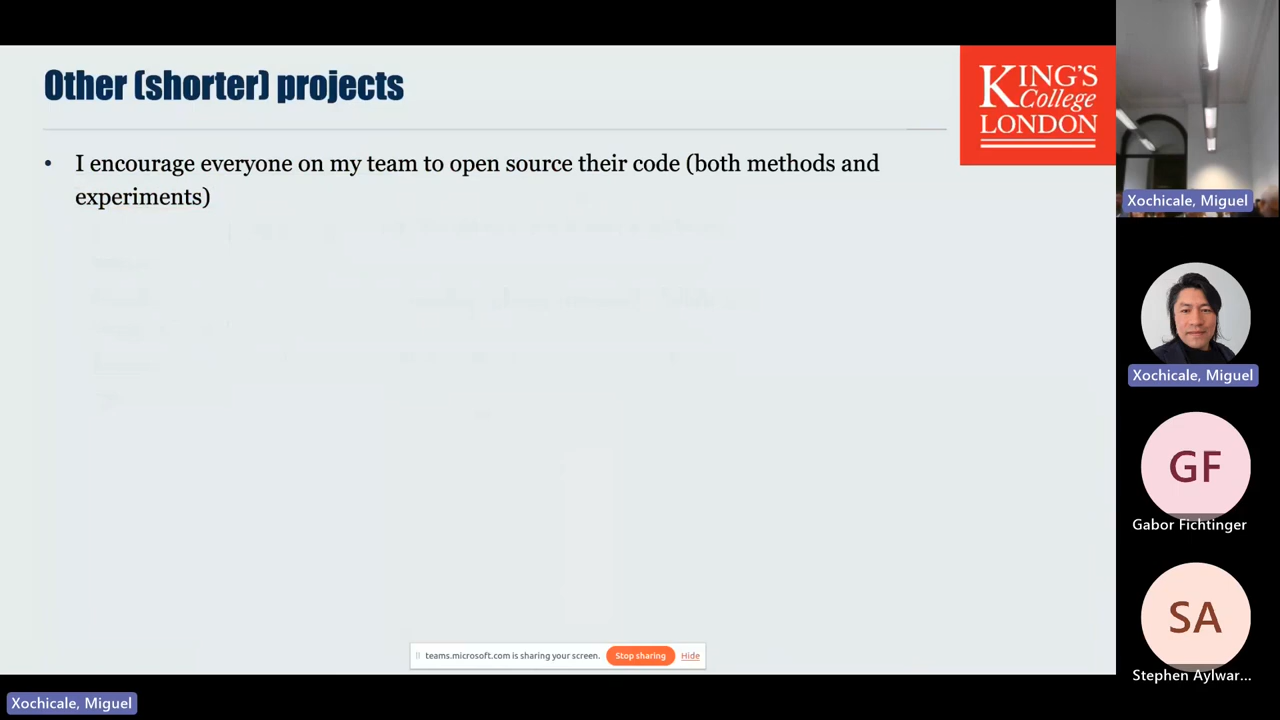 Other (shorter) projects
KING'S
College
LONDON
• I encourage everyone on my team to open source their code (both methods and
experiments)
teams.microsoft.com is sharing your screen.
Stop sharing
Hide
Xochicale, Miguel
Xochicale, Miguel
GF
Gabor Fichtinger
SA
Stephen Aylwar...
Xochicale, Miguel